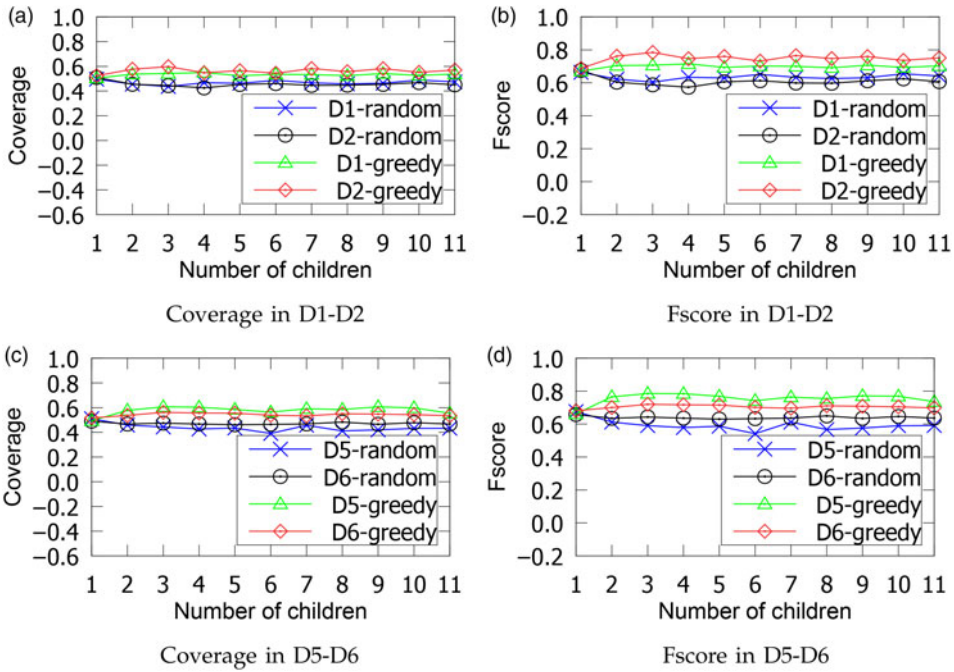 (a)
1.0
0.8
0.6
0.4
0.2
0.0
−0.2
−0.4
−0.6
Coverage
D1-random
D2-random
D1-greedy
D2-greedy
1 2 3 4 5 6 7 8 9 10 11
Number of children
Coverage in D1-D2
(b)
1.0
0.8
0.6
0.4
0.2
0.0
−0.2
Fscore
D1-random
D2-random
D1-greedy
D2-greedy
1 2 3 4 5 6 7 8 9 10 11
Number of children
Fscore in D1-D2
(c)
1.0
0.8
0.6
0.4
0.2
0.0
−0.2
−0.4
−0.6
Coverage
D5-random
D6-random
D5-greedy
D6-greedy
1 2 3 4 5 6 7 8 9 10 11
Number of children
Coverage in D5-D6
(d)
1.0
0.8
0.6
0.4
0.2
0.0
−0.2
Fscore
D5-random
D6-random
D5-greedy
D6-greedy
1 2 3 4 5 6 7 8 9 10 11
Number of children
Fscore in D5-D6